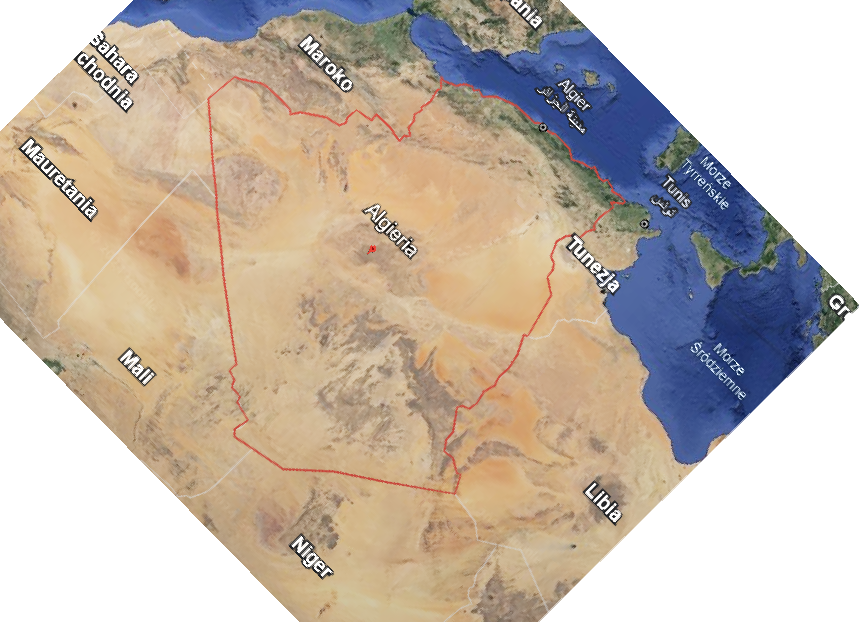 ania
Sahara
chodnia
Maroko
Algier
مدينة الجزائر
Mauretania
Morze
Tyrreńskie
Tunis
تونس
Algieria
Tunezja
Gr
Morze
Śródziemne
Mali
Libia
Niger